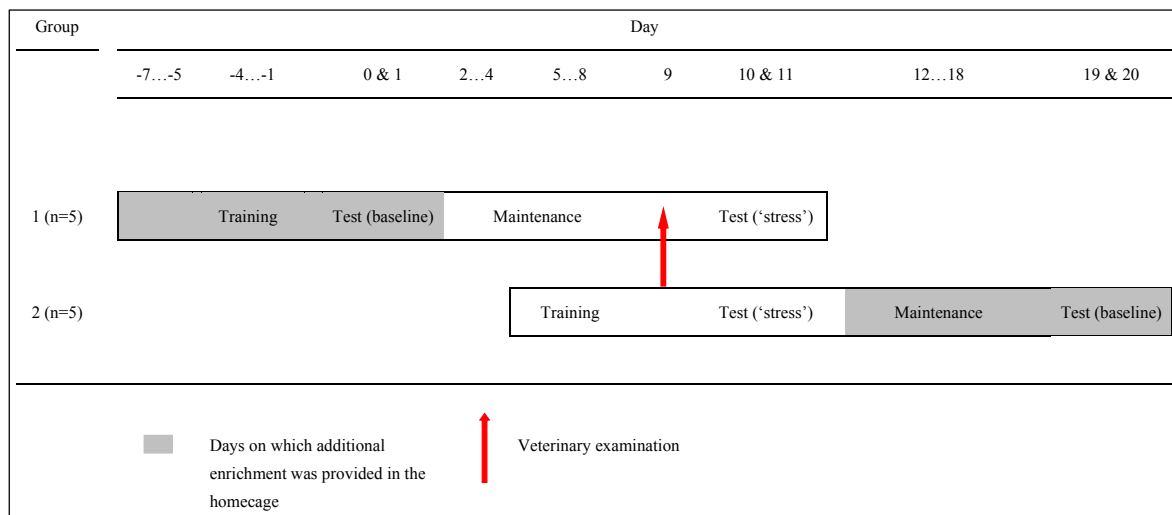 Group Day
-7…-5 -4…-1 0 & 1 2…4 5…8 9 10 & 11 12…18 19 & 20
1 (n=5) Training Test (baseline) Maintenance Test (‘stress’)
2 (n=5) Training Test (‘stress’) Maintenance Test (baseline)
Days on which additional
enrichment was provided in the
homecage
Veterinary examination